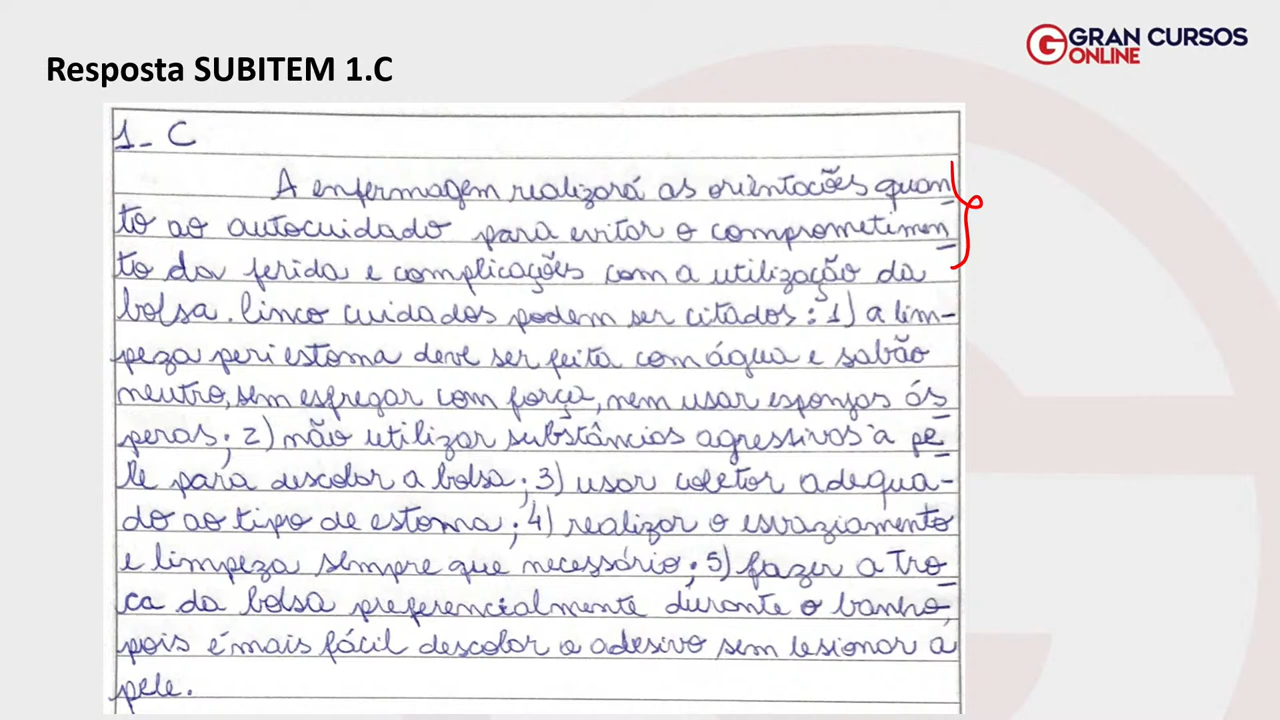 GRAN CURSOS
ONLINE
Resposta SUBITEM 1.C
1_ C
A enfermagem realizará as orientações quan
to ao autocuidado para evitar o comprometimen
to da ferida e complicações com a utilização da
bolsa. Cinco cuidados podem ser citados: 1) a lim-
peza periestoma deve ser feita com água e sabão
neutro, sem esfregar com força, nem usar esponjas ás
peras; 2) não utilizar substâncias agressivas a pe
le para descolar a bolsa; 3) usar coletor adequa-
do ao tipo de estoma; 4) realizar o esvaziamento
e limpeza sempre que necessário; 5) fazer a tro
ca da bolsa preferencialmente durante o banho,
pois é mais fácil descolar o adesivo sem lesionar a
pele.